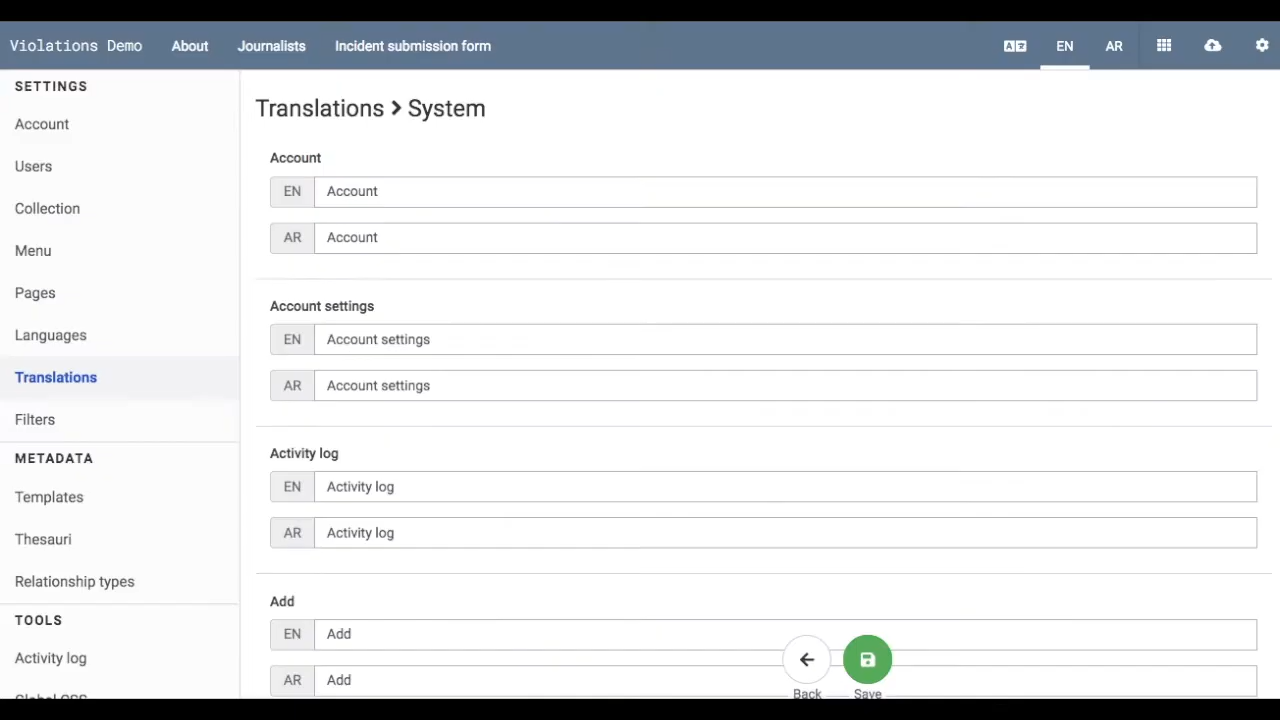 Violations Demo About Journalists Incident submission form EN AR
SETTINGS
Account
Users
Collection
Menu
Pages
Languages
Translations
Filters
METADATA
Templates
Thesauri
Relationship types
TOOLS
Activity log
Global CSS
Translations > System
Account
EN Account
AR Account
Account settings
EN Account settings
AR Account settings
Activity log
EN Activity log
AR Activity log
Add
EN Add
AR Add
Back Save